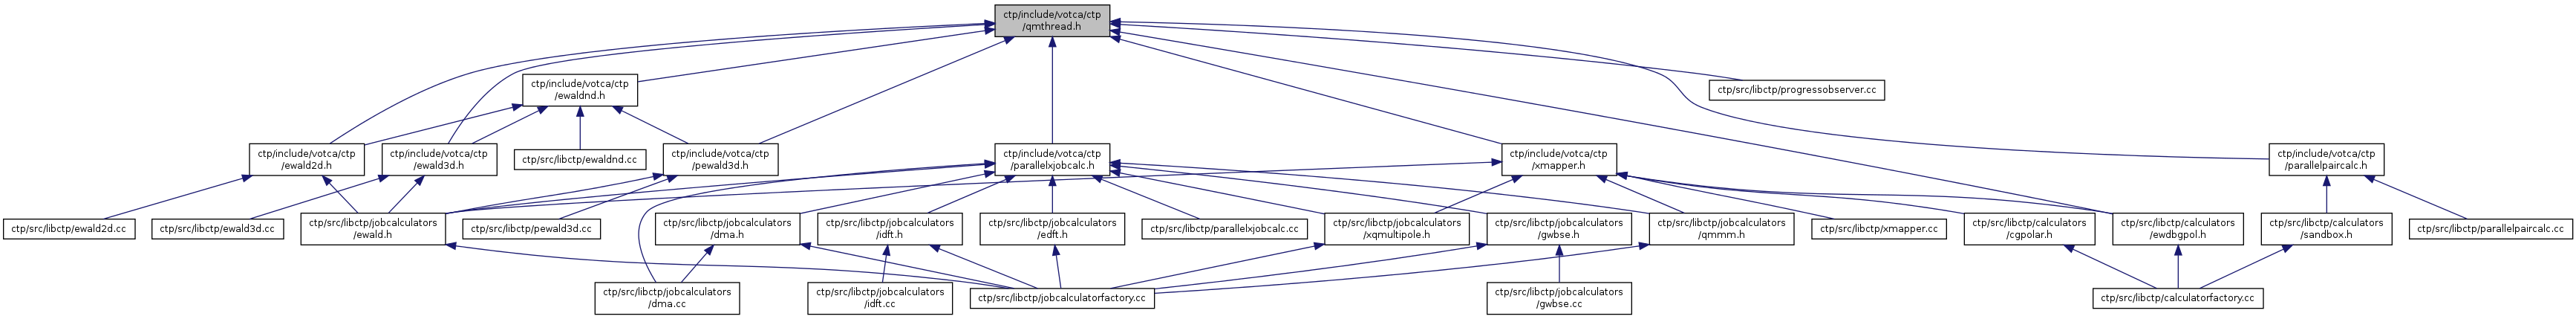 ctp/include/votca/ctp
/qmthread.h
ctp/include/votca/ctp
/ewaldnd.h
ctp/src/libctp/progressobserver.cc
ctp/include/votca/ctp
/ewald2d.h
ctp/include/votca/ctp
/ewald3d.h
ctp/src/libctp/ewaldnd.cc
ctp/include/votca/ctp
/pewald3d.h
ctp/include/votca/ctp
/parallelxjobcalc.h
ctp/include/votca/ctp
/xmapper.h
ctp/include/votca/ctp
/parallelpaircalc.h
ctp/src/libctp/ewald2d.cc
ctp/src/libctp/ewald3d.cc
ctp/src/libctp/jobcalculators
/ewald.h
ctp/src/libctp/pewald3d.cc
ctp/src/libctp/jobcalculators
/dma.h
ctp/src/libctp/jobcalculators
/idft.h
ctp/src/libctp/jobcalculators
/edft.h
ctp/src/libctp/parallelxjobcalc.cc
ctp/src/libctp/jobcalculators
/xqmultipole.h
ctp/src/libctp/jobcalculators
/gwbse.h
ctp/src/libctp/jobcalculators
/qmmm.h
ctp/src/libctp/xmapper.cc
ctp/src/libctp/calculators
/cgpolar.h
ctp/src/libctp/calculators
/ewdbgpol.h
ctp/src/libctp/calculators
/sandbox.h
ctp/src/libctp/parallelpaircalc.cc
ctp/src/libctp/jobcalculators
/dma.cc
ctp/src/libctp/jobcalculators
/idft.cc
ctp/src/libctp/jobcalculatorfactory.cc
ctp/src/libctp/jobcalculators
/gwbse.cc
ctp/src/libctp/calculatorfactory.cc